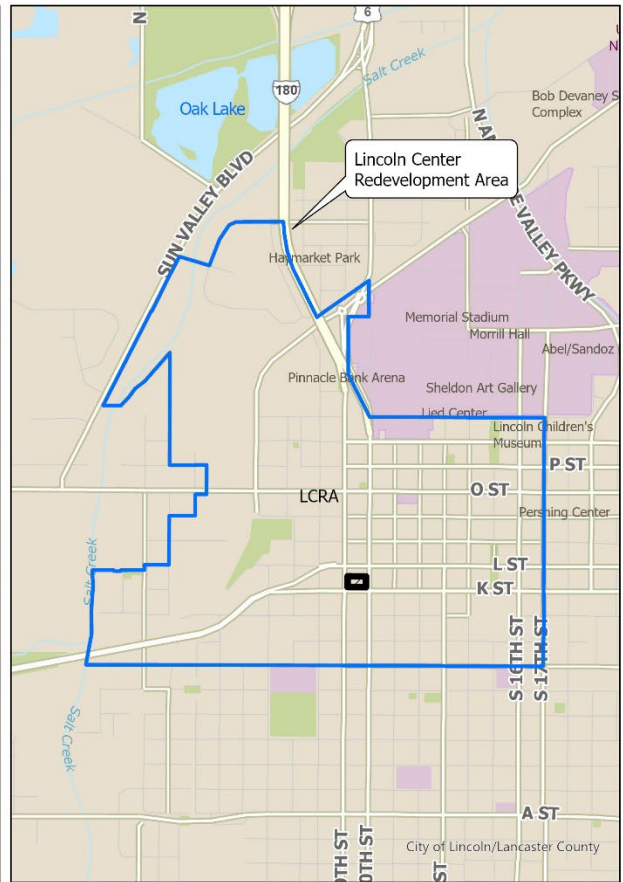 N
6
Salt Creek
180
Oak Lake
Bob Devaney S
Complex
Lincoln Center
Redevelopment Area
SUN VALLEY BLVD
VALLEY PKWY
Haymarket Park
Memorial Stadium
Morrill Hall
Abel/Sandoz
Pinnacle Bank Arena
Sheldon Art Gallery
Lied Center
Lincoln Children's
Museum
P ST
LCRA
O ST
Pershing Center
L ST
K ST
Salt Creek
S 16TH ST
S 17TH ST
Salt Creek
A ST
City of Lincoln/Lancaster County
0TH ST
ST